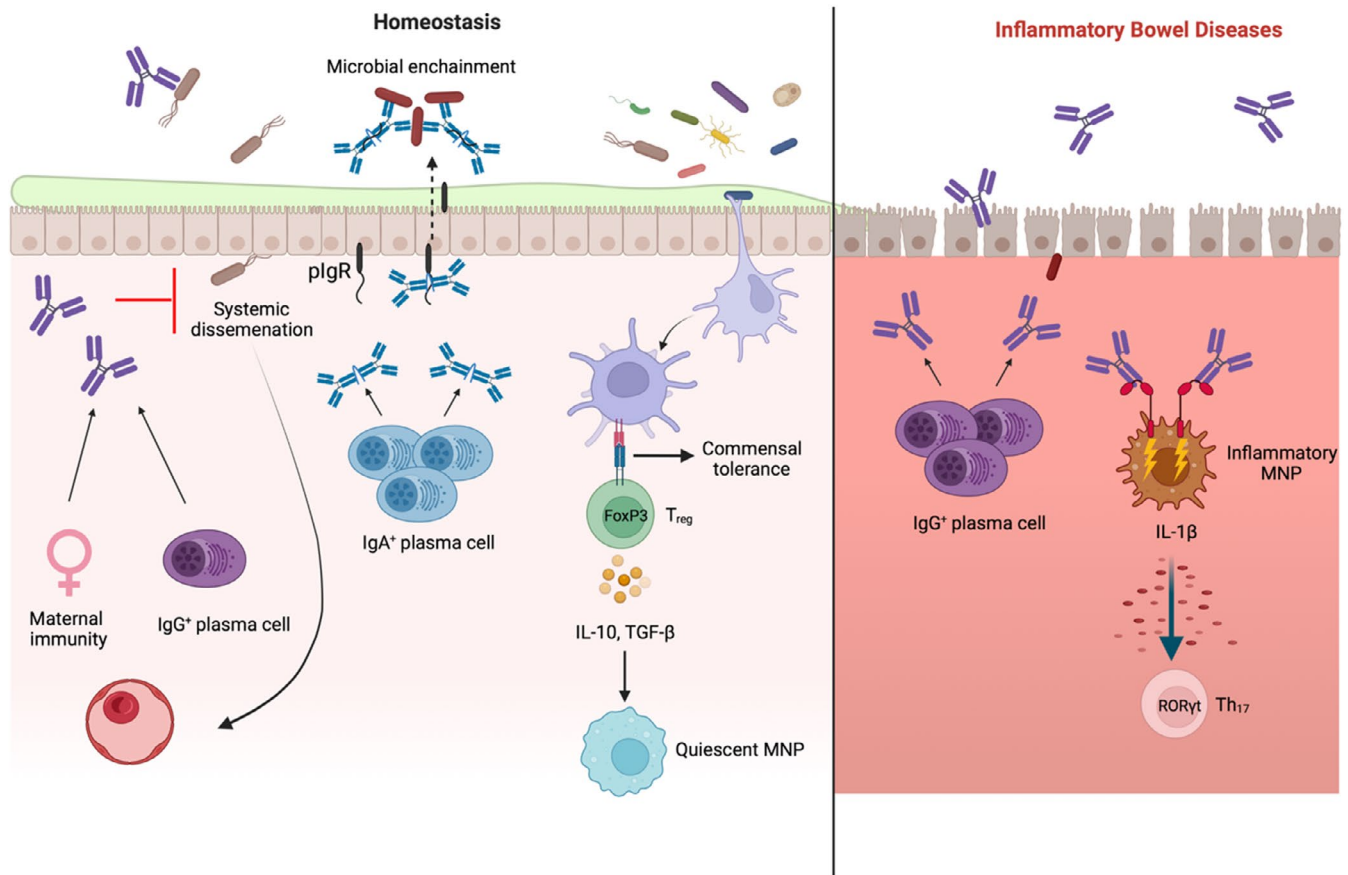 Homeostasis
Inflammatory Bowel Diseases
Microbial enchainment
pIgR
Systemic
dissemenation
Commensal
tolerance
FoxP3
Treg
IgA⁺ plasma cell
Maternal
immunity
IgG⁺ plasma cell
IL-10, TGF-β
Quiescent MNP
IgG⁺ plasma cell
Inflammatory
MNP
IL-1β
RORγt
Th₁₇